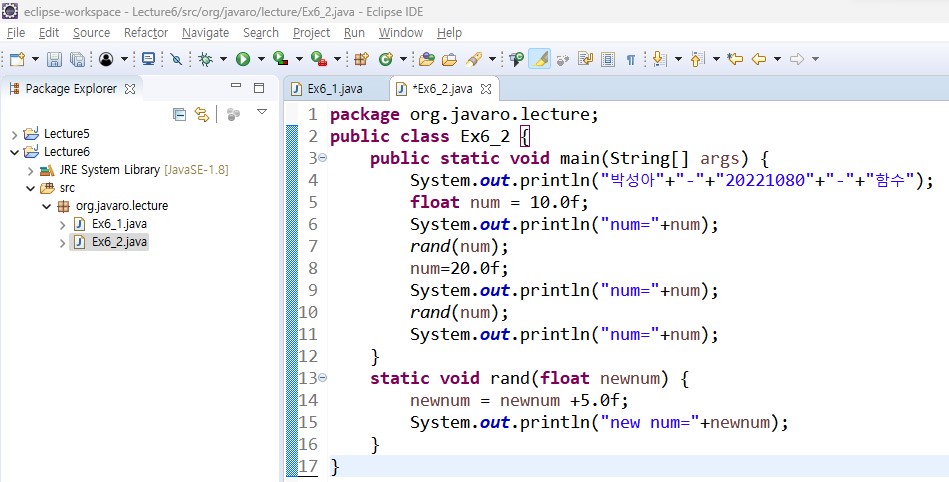 eclipse-workspace - Lecture6/src/org/javaro/lecture/Ex6_2.java - Eclipse IDE
File Edit Source Refactor Navigate Search Project Run Window Help
Package Explorer
Lecture5
Lecture6
JRE System Library [JavaSE-1.8]
src
org.javaro.lecture
Ex6_1.java
Ex6_2.java
Ex6_1.java *Ex6_2.java
1 package org.javaro.lecture;
2 public class Ex6_2 {
3 public static void main(String[] args) {
4 System.out.println("박성아"+"-"+"20221080"+"-"+"함수");
5 float num = 10.0f;
6 System.out.println("num="+num);
7 rand(num);
8 num=20.0f;
9 System.out.println("num="+num);
10 rand(num);
11 System.out.println("num="+num);
12 }
13 static void rand(float newnum) {
14 newnum = newnum +5.0f;
15 System.out.println("new num="+newnum);
16 }
17 }